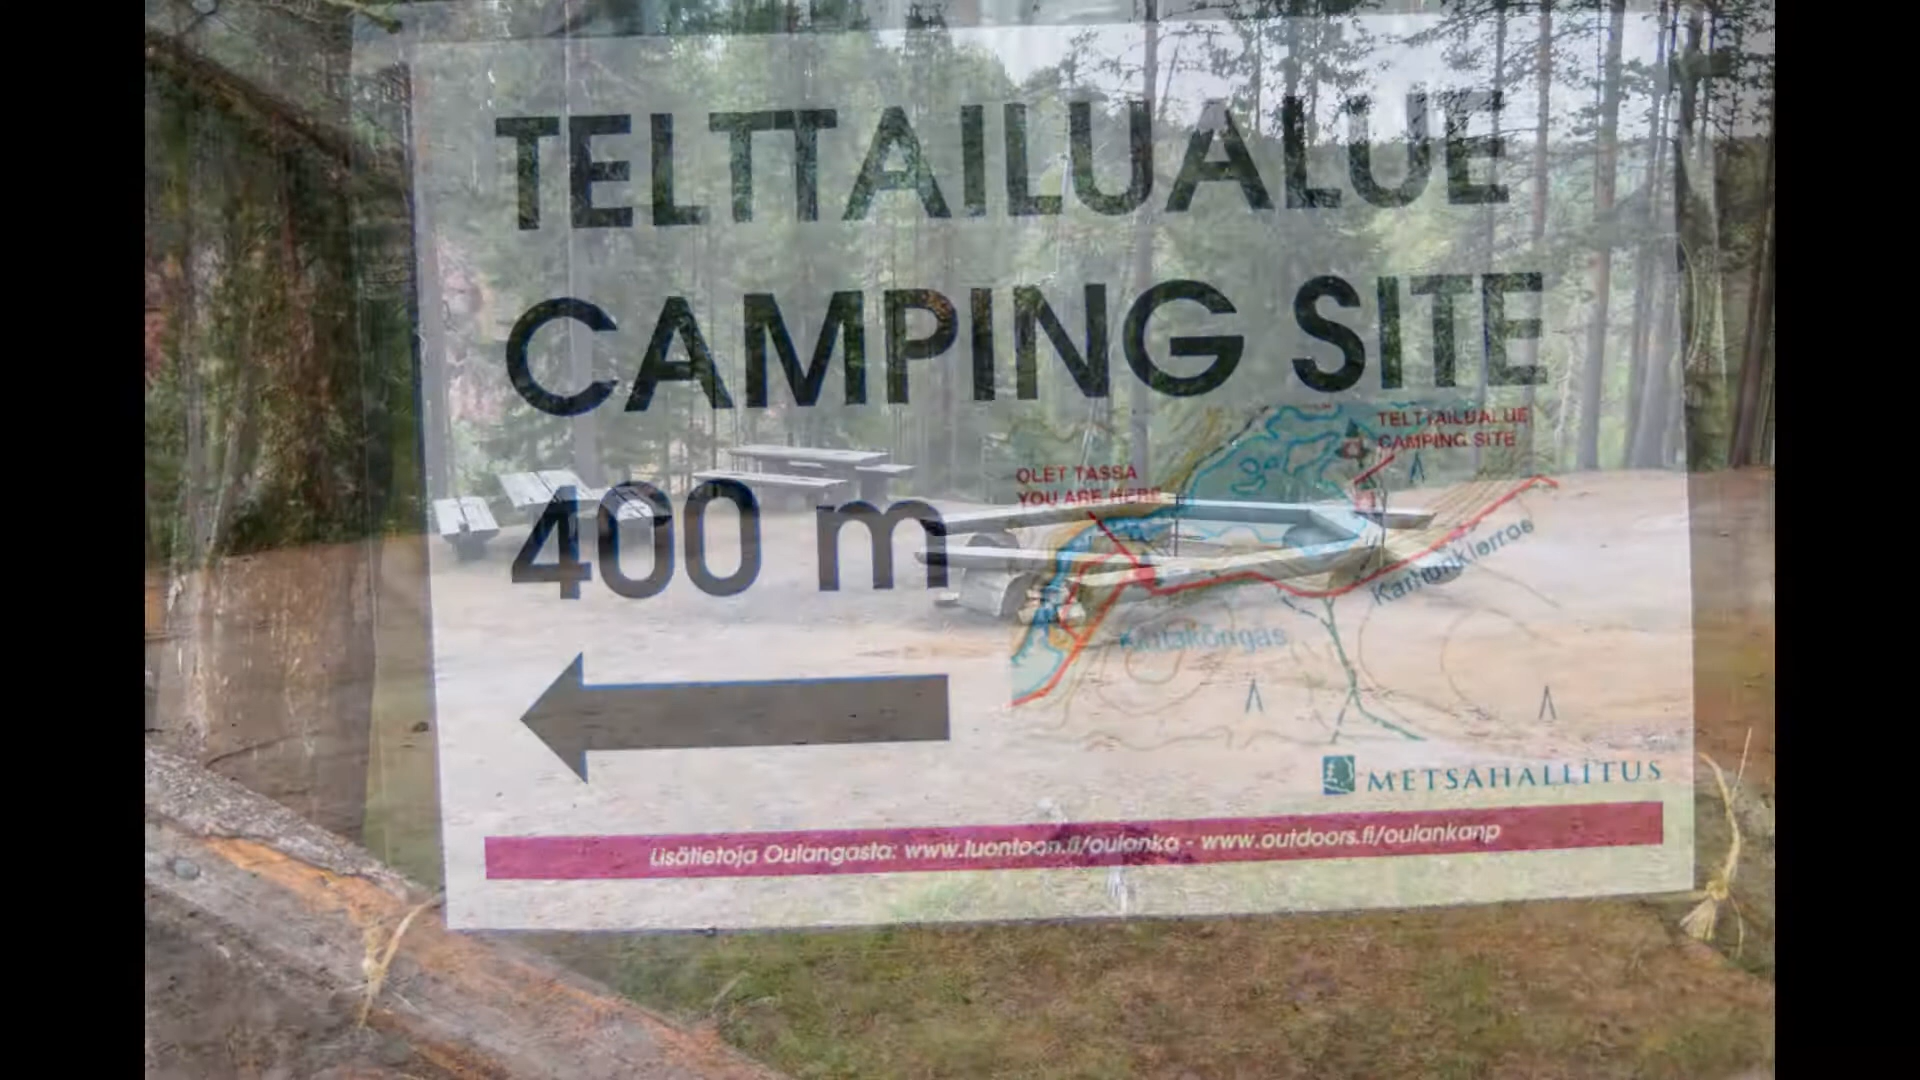 TELTTAILUALUE
CAMPING SITE
TELTTAILUALUE
CAMPING SITE
OLET TÄSSÄ
YOU ARE HERE
400 m
Kiutaköngäs
METSÄHALLITUS
Lisätietoja Oulangasta: www.luontoon.fi/oulanka - www.outdoors.fi/oulankanp